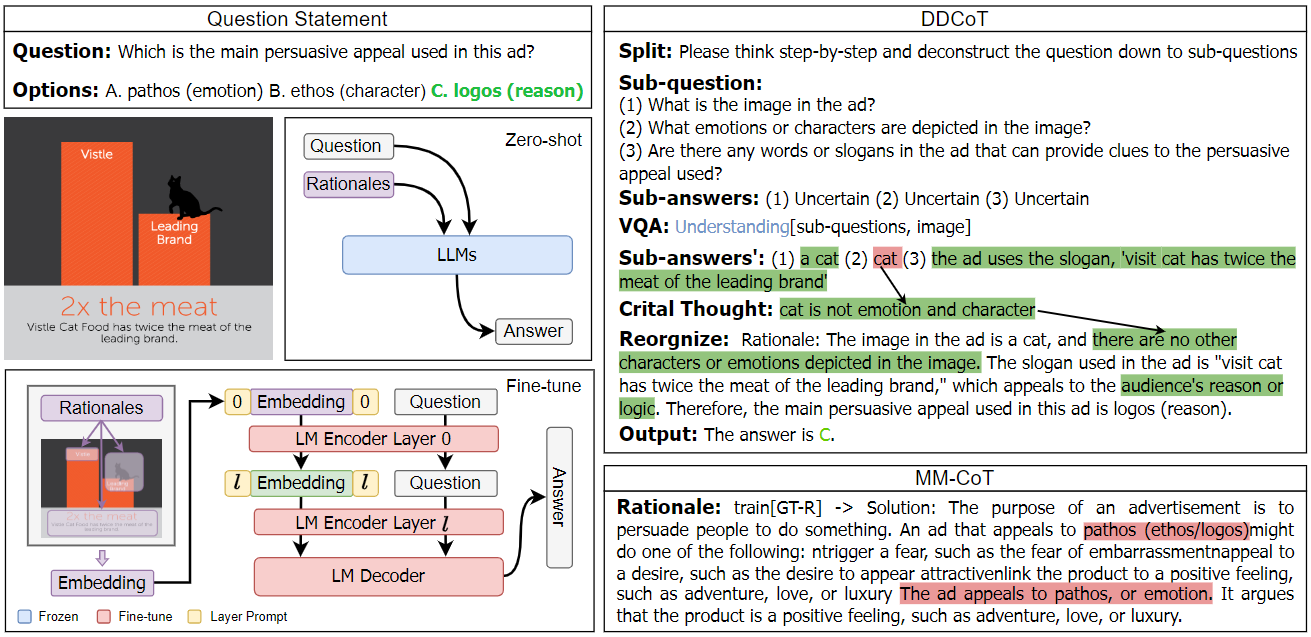 Question Statement
Question: Which is the main persuasive appeal used in this ad?
Options: A. pathos (emotion) B. ethos (character) C. logos (reason)
Vistle
Leading
Brand
2x the meat
Vistle Cat Food has twice the meat of the
leading brand.
Zero-shot
Question
Rationales
LLMs
Answer
Fine-tune
Rationales
Vistle
Leading
Brand
2x the meat
Vistle Cat Food has twice the meat of the
leading brand.
Embedding
0 Embedding 0
Question
LM Encoder Layer 0
l Embedding l
Question
LM Encoder Layer l
LM Decoder
Answer
Frozen
Fine-tune
Layer Prompt
DDCoT
Split: Please think step-by-step and deconstruct the question down to sub-questions
Sub-question:
(1) What is the image in the ad?
(2) What emotions or characters are depicted in the image?
(3) Are there any words or slogans in the ad that can provide clues to the persuasive
appeal used?
Sub-answers: (1) Uncertain (2) Uncertain (3) Uncertain
VQA: Understanding[sub-questions, image]
Sub-answers': (1) a cat (2) cat (3) the ad uses the slogan, 'visit cat has twice the
meat of the leading brand'
Crital Thought: cat is not emotion and character
Reorgnize: Rationale: The image in the ad is a cat, and there are no other
characters or emotions depicted in the image. The slogan used in the ad is "visit cat
has twice the meat of the leading brand," which appeals to the audience's reason or
logic. Therefore, the main persuasive appeal used in this ad is logos (reason).
Output: The answer is C.
MM-CoT
Rationale: train[GT-R] -> Solution: The purpose of an advertisement is to
persuade people to do something. An ad that appeals to pathos (ethos/logos)might
do one of the following: ntrigger a fear, such as the fear of embarrassmentnappeal to
a desire, such as the desire to appear attractivenlink the product to a positive feeling,
such as adventure, love, or luxury The ad appeals to pathos, or emotion. It argues
that the product is a positive feeling, such as adventure, love, or luxury.